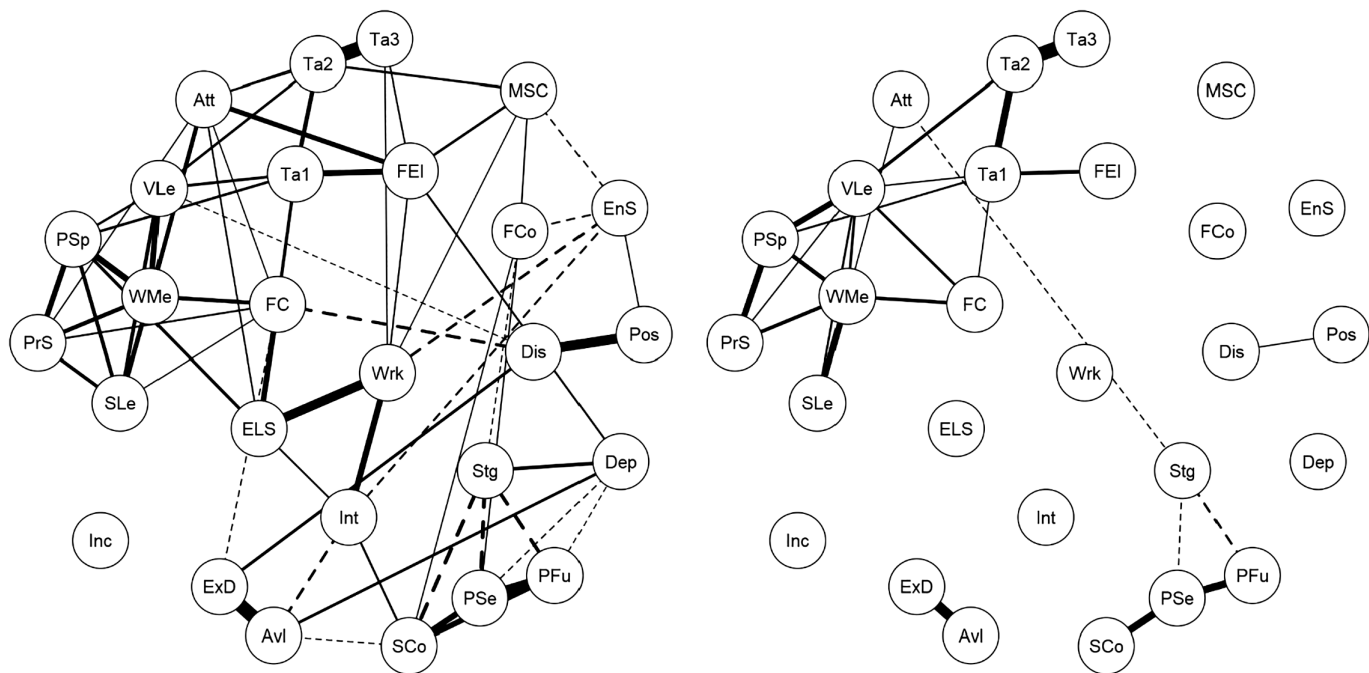 Ta3
Ta2
MSC
Att
FEI
Ta1
VLe
EnS
FCo
PSp
WMe
FC
PrS
Pos
Dis
Wrk
SLe
ELS
Dep
Stg
Int
Inc
PFu
ExD
PSe
Avl
SCo
Ta3
Ta2
MSC
Att
FEI
Ta1
VLe
EnS
FCo
PSp
WMe
FC
PrS
Pos
Dis
Wrk
SLe
ELS
Dep
Stg
Int
Inc
PFu
ExD
PSe
Avl
SCo